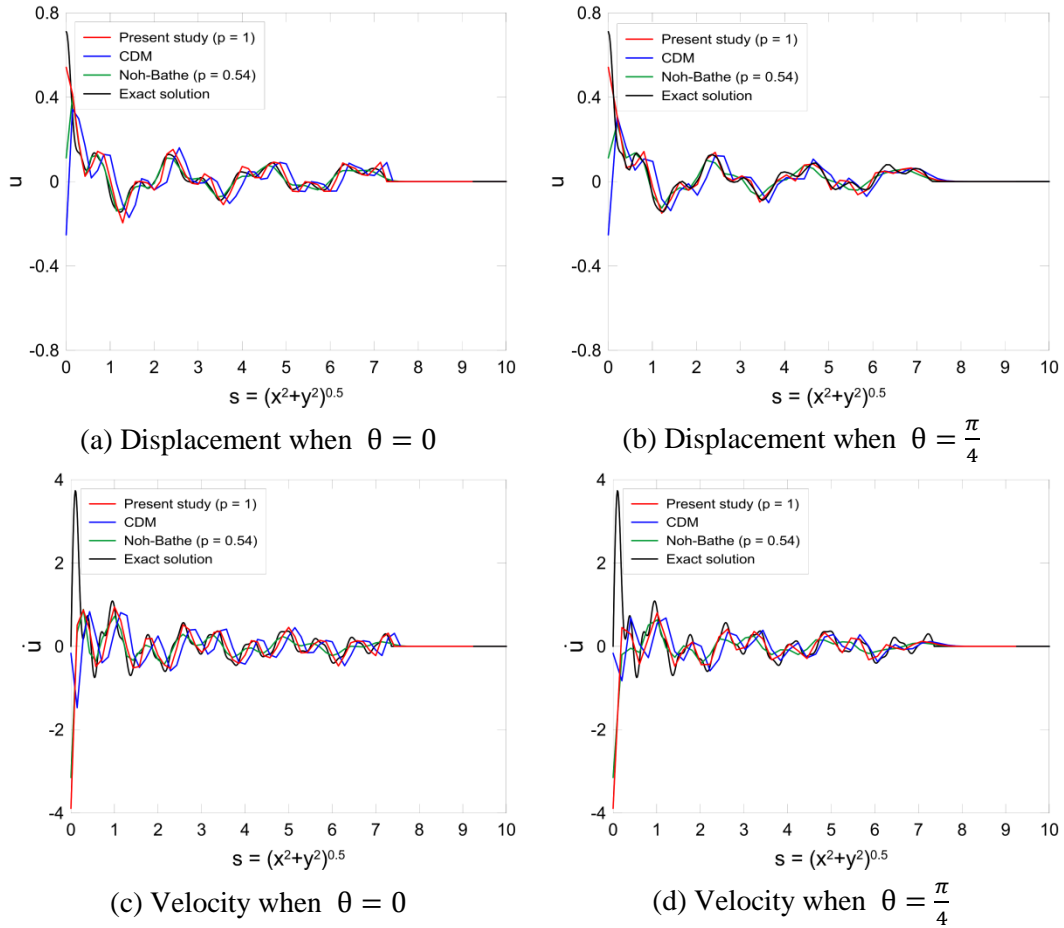 0.8
Present study (p = 1)
CDM
Noh-Bathe (p = 0.54)
Exact solution
0.4
u
0
-0.4
-0.8
0 1 2 3 4 5 6 7 8 9 10
s = (x²+y²)⁰·⁵
(a) Displacement when θ = 0
0.8
Present study (p = 1)
CDM
Noh-Bathe (p = 0.54)
Exact solution
0.4
u
0
-0.4
-0.8
0 1 2 3 4 5 6 7 8 9 10
s = (x²+y²)⁰·⁵
(b) Displacement when θ = π/4
4
Present study (p = 1)
CDM
Noh-Bathe (p = 0.54)
Exact solution
2
u̇
0
-2
-4
0 1 2 3 4 5 6 7 8 9 10
s = (x²+y²)⁰·⁵
(c) Velocity when θ = 0
4
Present study (p = 1)
CDM
Noh-Bathe (p = 0.54)
Exact solution
2
u̇
0
-2
-4
0 1 2 3 4 5 6 7 8 9 10
s = (x²+y²)⁰·⁵
(d) Velocity when θ = π/4